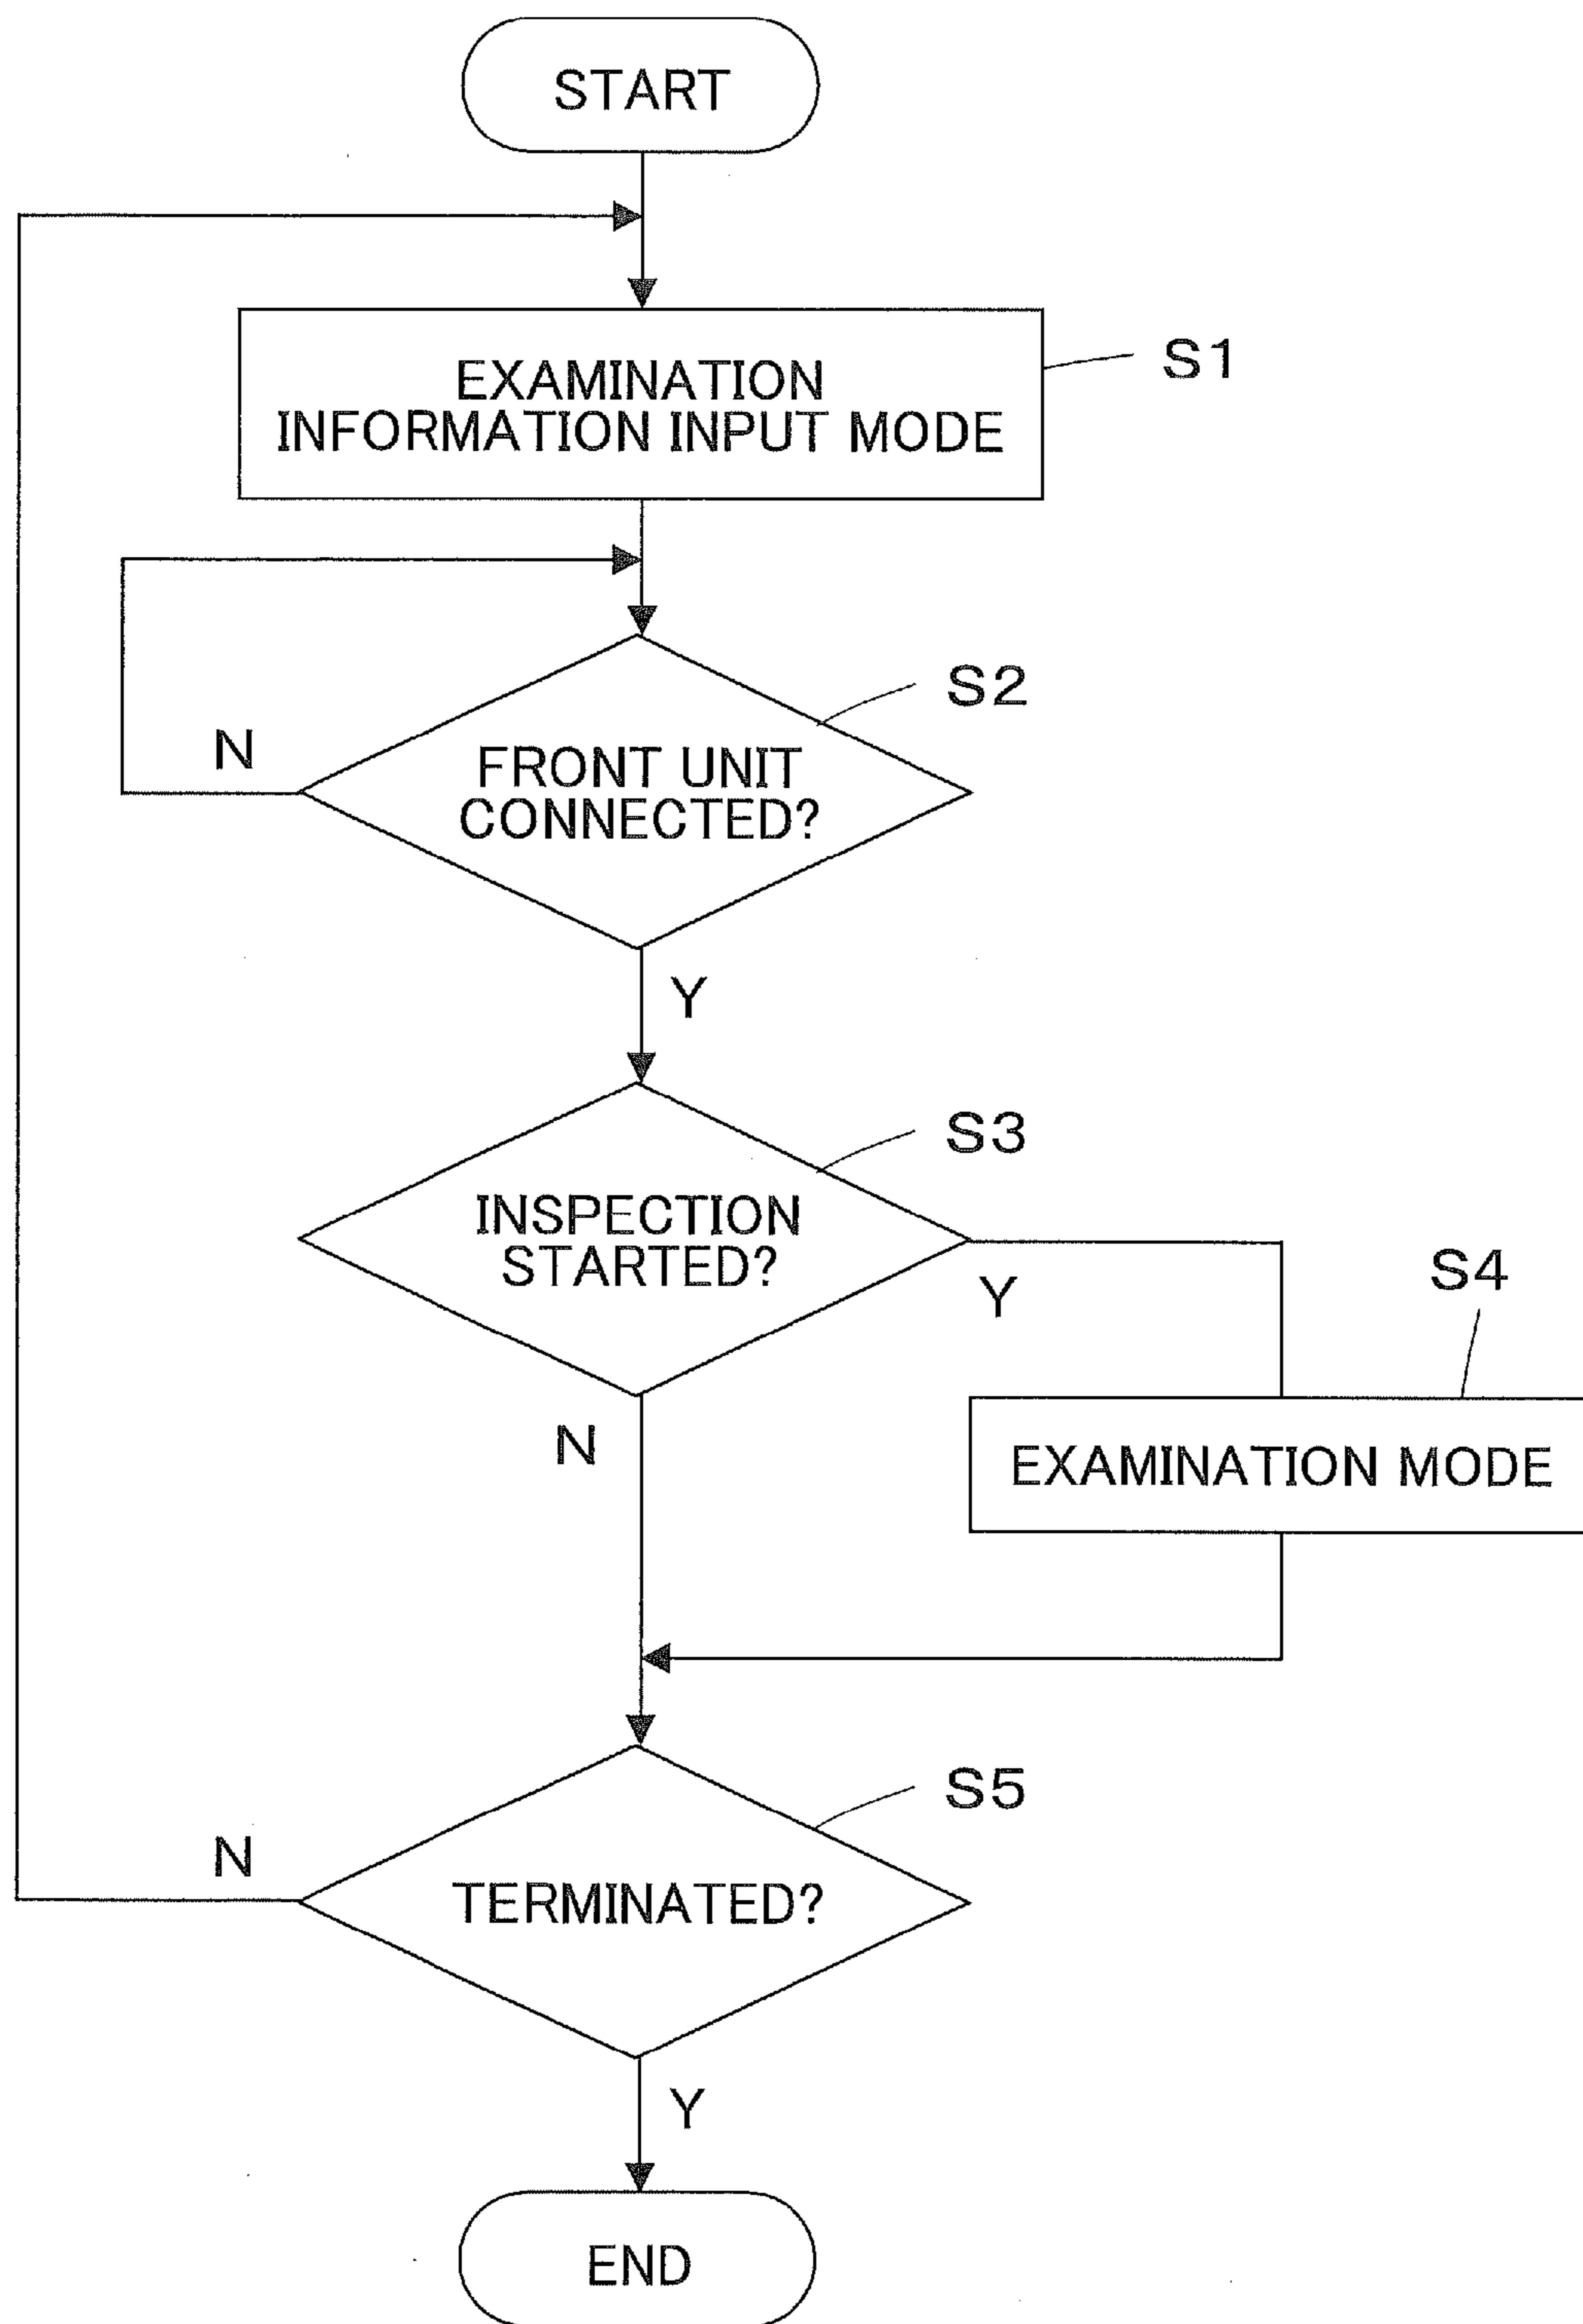 START
EXAMINATION
INFORMATION INPUT MODE
S1
S2
N
FRONT UNIT
CONNECTED?
Y
S3
INSPECTION
STARTED?
Y
S4
N
EXAMINATION MODE
S5
N
TERMINATED?
Y
END